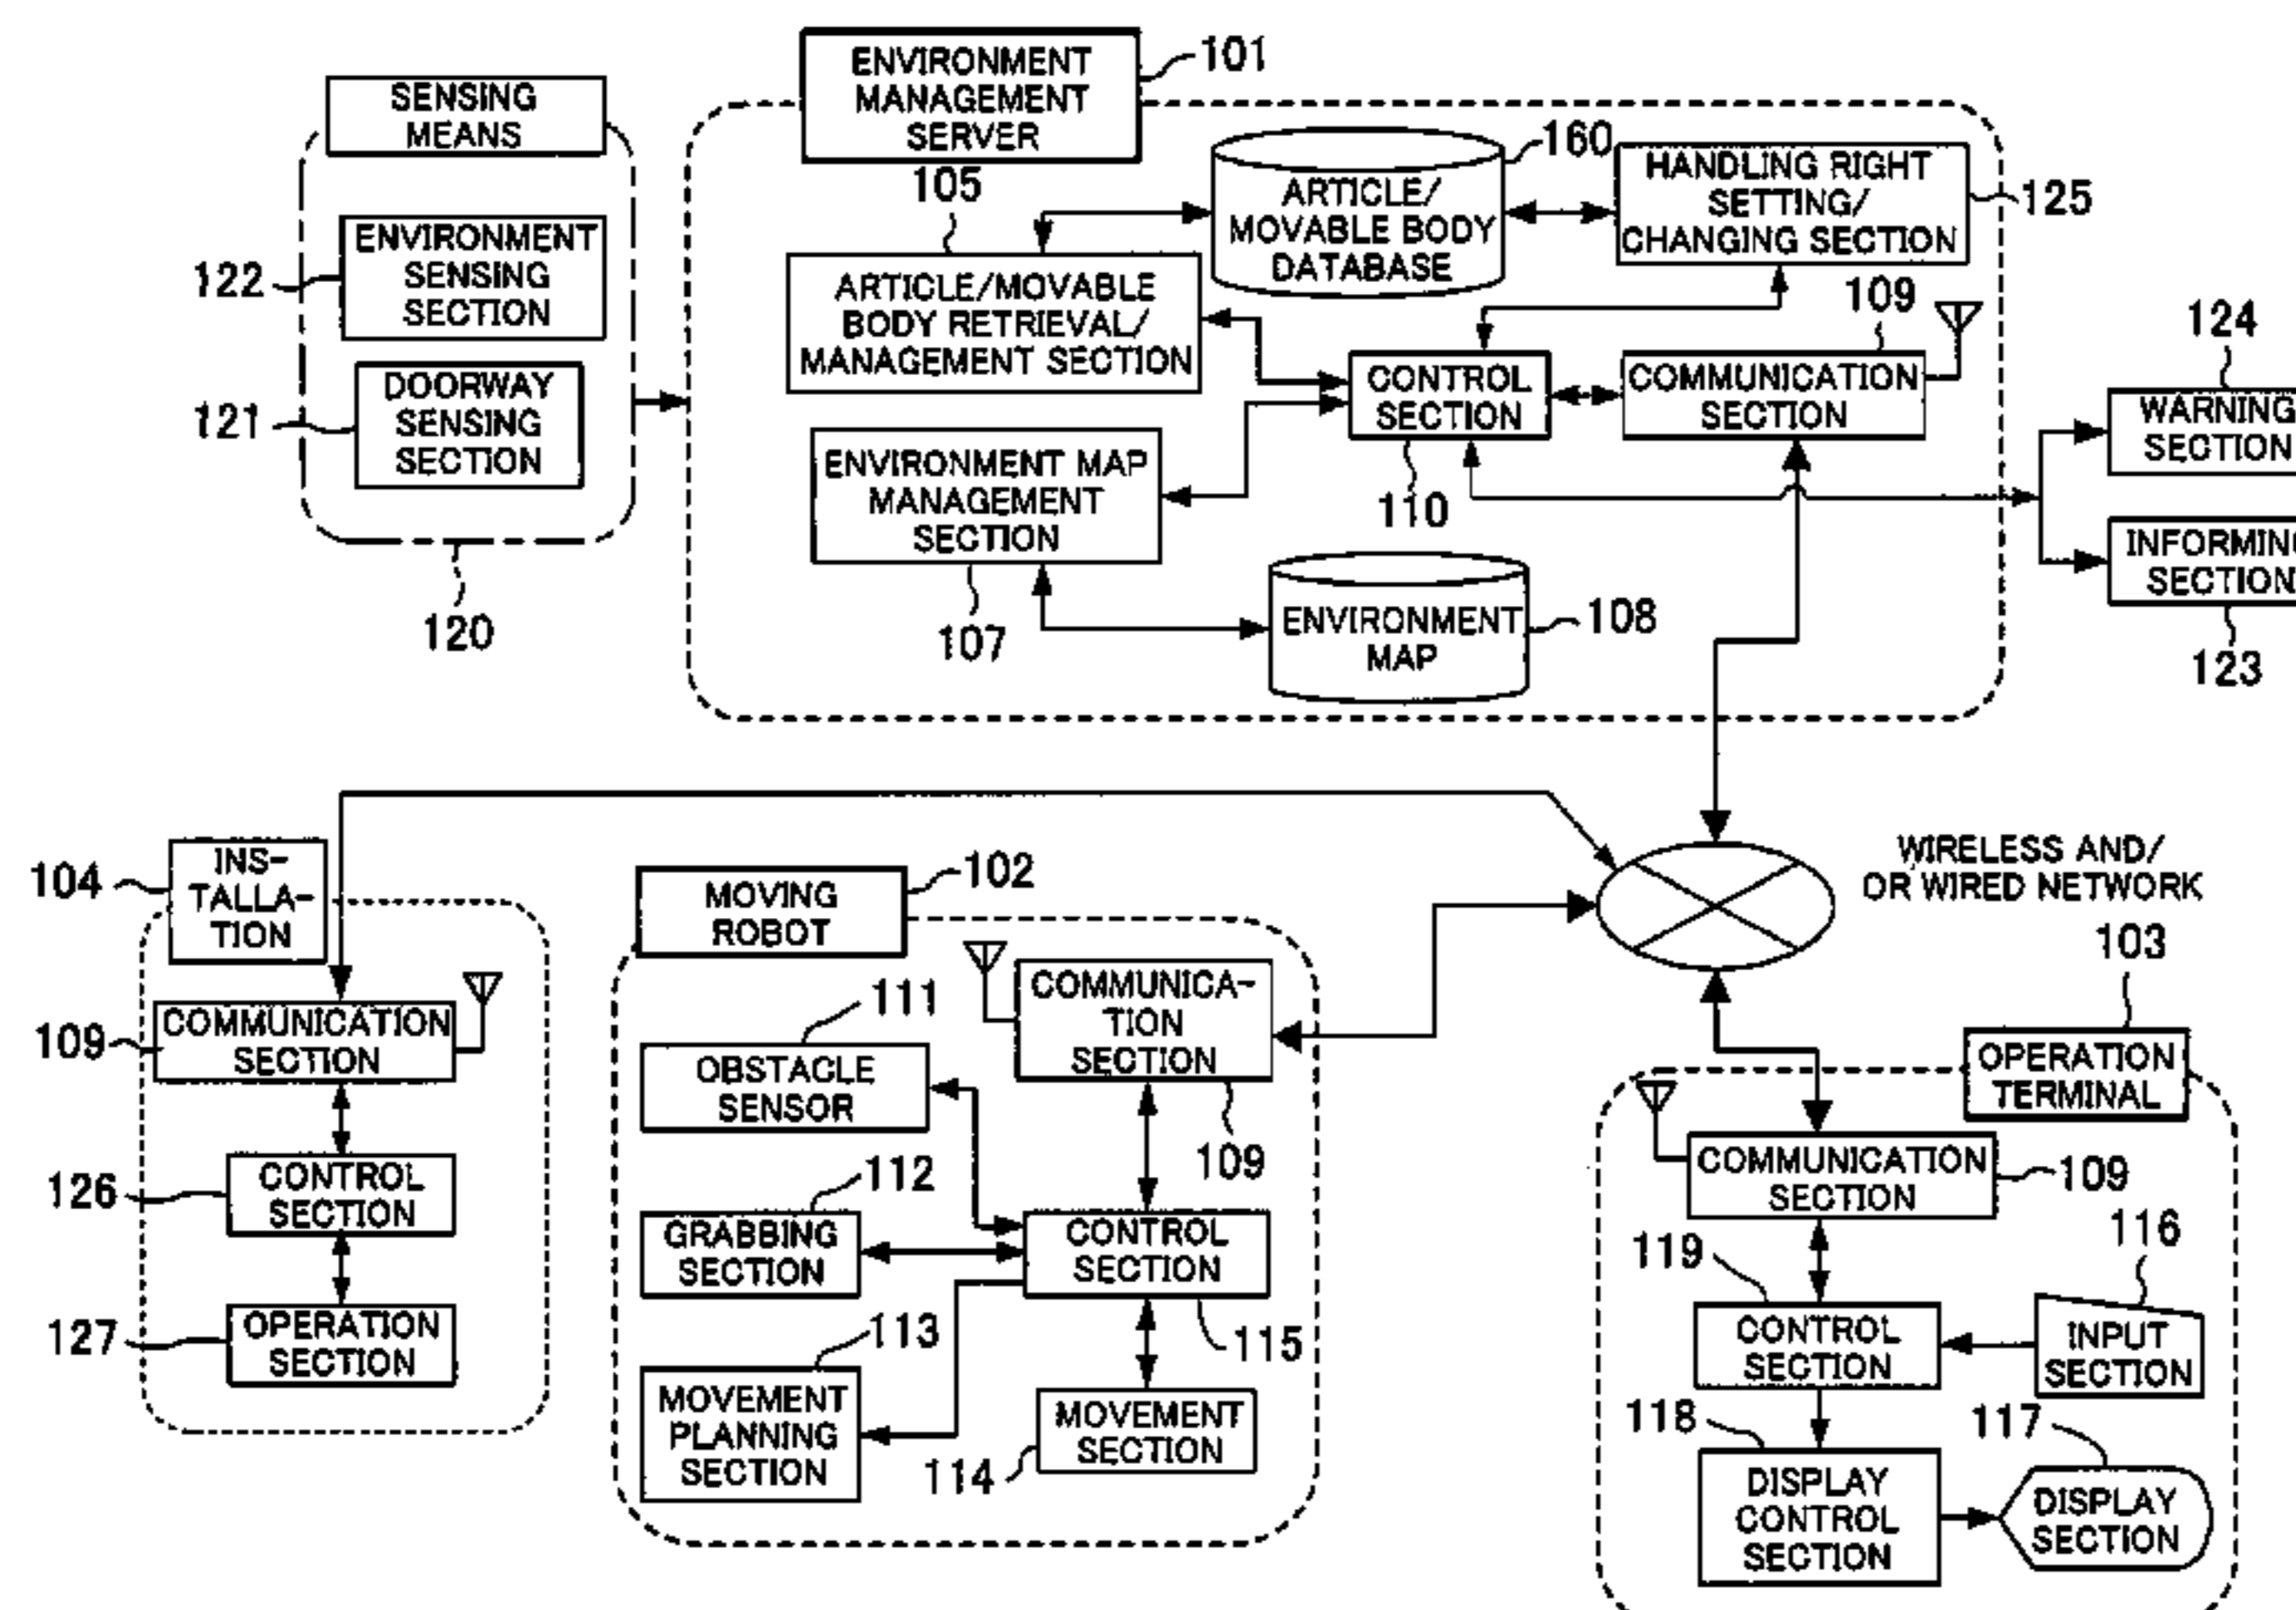 ENVIRONMENT
MANAGEMENT
SERVER
101
SENSING
MEANS
ENVIRONMENT
SENSING
SECTION
122
DOORWAY
SENSING
SECTION
121
120
105
ARTICLE/MOVABLE
BODY RETRIEVAL/
MANAGEMENT SECTION
ARTICLE/
MOVABLE BODY
DATABASE
160
HANDLING RIGHT
SETTING/
CHANGING SECTION
125
109
CONTROL
SECTION
110
COMMUNICATION
SECTION
124
WARNING
SECTION
INFORMING
SECTION
123
ENVIRONMENT MAP
MANAGEMENT
SECTION
107
ENVIRONMENT
MAP
108
WIRELESS AND/
OR WIRED NETWORK
104
INS-
TALLA-
TION
109
COMMUNICATION
SECTION
126
CONTROL
SECTION
127
OPERATION
SECTION
MOVING
ROBOT
102
111
OBSTACLE
SENSOR
COMMUNICA-
TION
SECTION
109
112
GRABBING
SECTION
CONTROL
SECTION
115
113
MOVEMENT
PLANNING
SECTION
MOVEMENT
SECTION
114
103
OPERATION
TERMINAL
COMMUNICATION
SECTION
109
119
CONTROL
SECTION
116
INPUT
SECTION
118
DISPLAY
CONTROL
SECTION
117
DISPLAY
SECTION